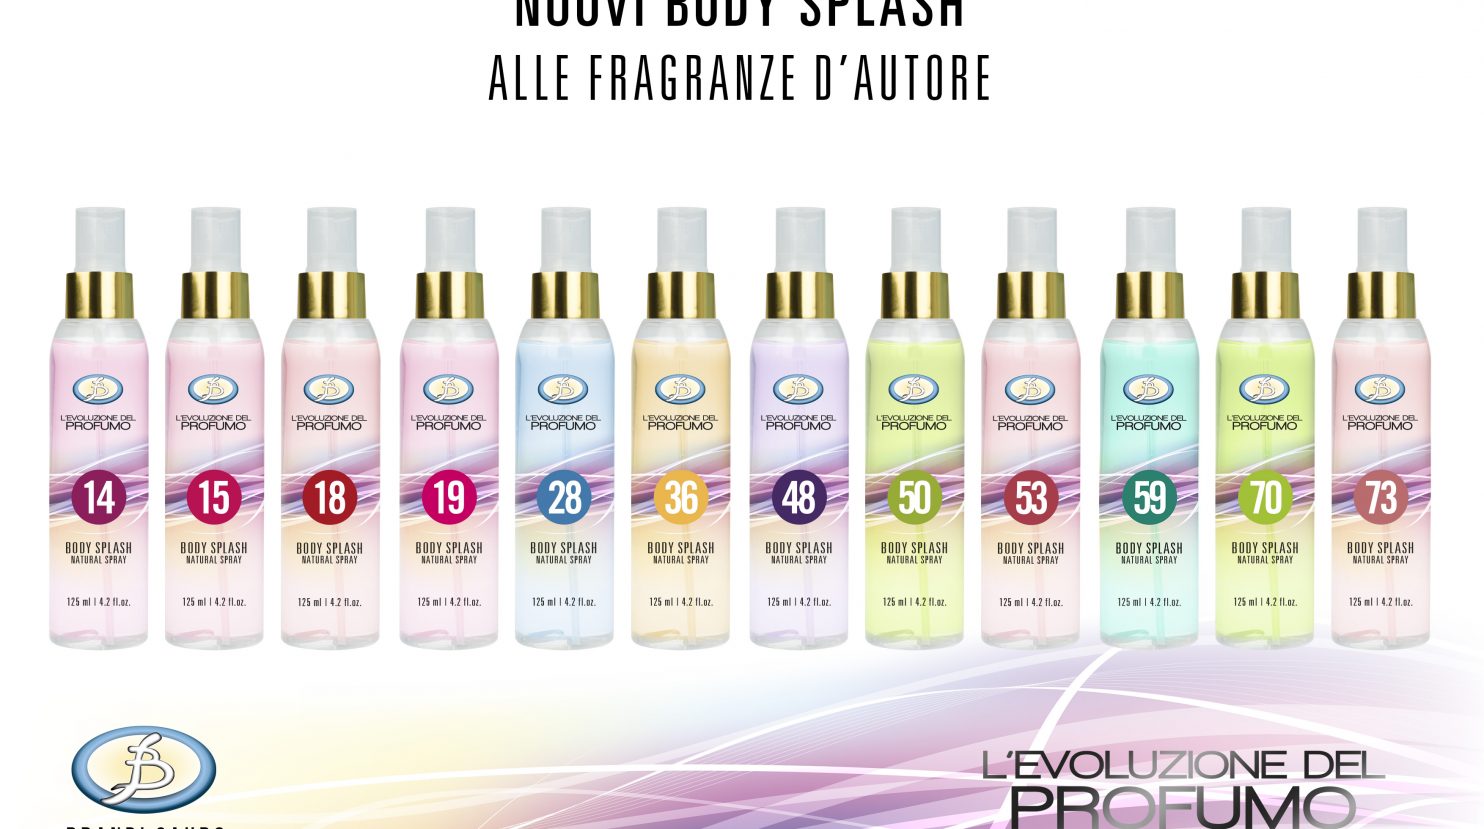 NUOVI BODY SPLASH
ALLE FRAGRANZE D'AUTORE
B
L'EVOLUZIONE DEL
PROFUMO
14
BODY SPLASH
NATURAL SPRAY
125 ml | 4.2 fl.oz.
B
L'EVOLUZIONE DEL
PROFUMO
15
BODY SPLASH
NATURAL SPRAY
125 ml | 4.2 fl.oz.
B
L'EVOLUZIONE DEL
PROFUMO
18
BODY SPLASH
NATURAL SPRAY
125 ml | 4.2 fl.oz.
B
L'EVOLUZIONE DEL
PROFUMO
19
BODY SPLASH
NATURAL SPRAY
125 ml | 4.2 fl.oz.
B
L'EVOLUZIONE DEL
PROFUMO
28
BODY SPLASH
NATURAL SPRAY
125 ml | 4.2 fl.oz.
B
L'EVOLUZIONE DEL
PROFUMO
36
BODY SPLASH
NATURAL SPRAY
125 ml | 4.2 fl.oz.
B
L'EVOLUZIONE DEL
PROFUMO
48
BODY SPLASH
NATURAL SPRAY
125 ml | 4.2 fl.oz.
B
L'EVOLUZIONE DEL
PROFUMO
50
BODY SPLASH
NATURAL SPRAY
125 ml | 4.2 fl.oz.
B
L'EVOLUZIONE DEL
PROFUMO
53
BODY SPLASH
NATURAL SPRAY
125 ml | 4.2 fl.oz.
B
L'EVOLUZIONE DEL
PROFUMO
59
BODY SPLASH
NATURAL SPRAY
125 ml | 4.2 fl.oz.
B
L'EVOLUZIONE DEL
PROFUMO
70
BODY SPLASH
NATURAL SPRAY
125 ml | 4.2 fl.oz.
B
L'EVOLUZIONE DEL
PROFUMO
73
BODY SPLASH
NATURAL SPRAY
125 ml | 4.2 fl.oz.
B
L'EVOLUZIONE DEL
PROFUMO